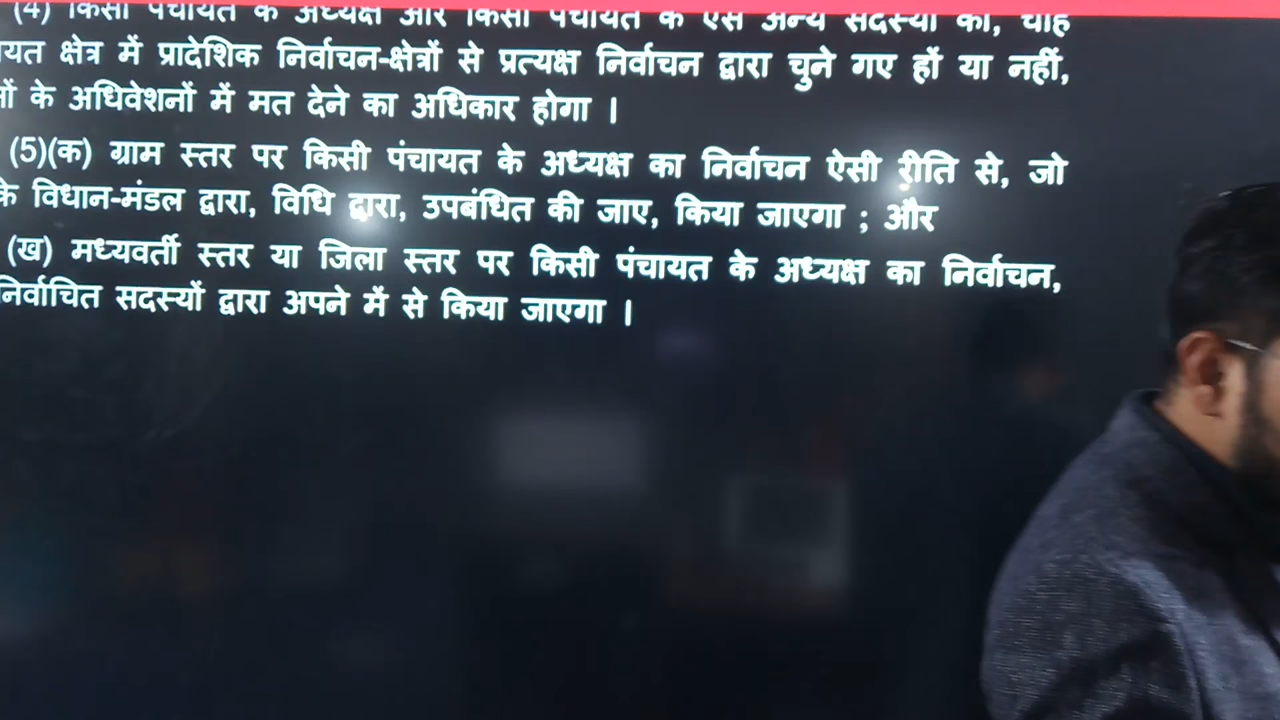 (4) किसी पंचायत के अध्यक्ष और किसी पंचायत के ऐसे अन्य सदस्यों को, चाहे
यत क्षेत्र में प्रादेशिक निर्वाचन-क्षेत्रों से प्रत्यक्ष निर्वाचन द्वारा चुने गए हों या नहीं,
के अधिवेशनों में मत देने का अधिकार होगा ।
(5)(क) ग्राम स्तर पर किसी पंचायत के अध्यक्ष का निर्वाचन ऐसी रीति से, जो
के विधान-मंडल द्वारा, विधि द्वारा, उपबंधित की जाए, किया जाएगा ; और
(ख) मध्यवर्ती स्तर या जिला स्तर पर किसी पंचायत के अध्यक्ष का निर्वाचन,
निर्वाचित सदस्यों द्वारा अपने में से किया जाएगा ।